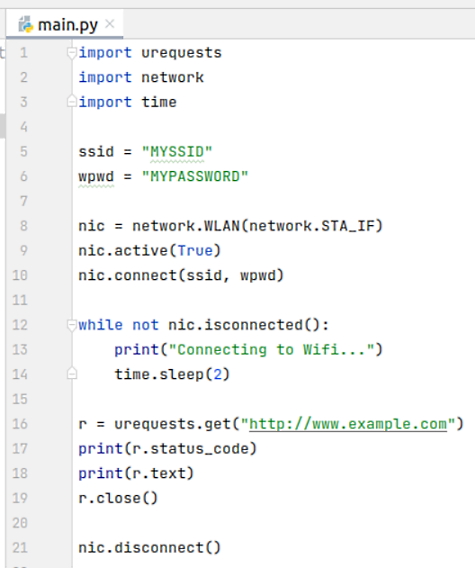 main.py
1 import urequests
2 import network
3 import time
4
5 ssid = "MYSSID"
6 wpwd = "MYPASSWORD"
7
8 nic = network.WLAN(network.STA_IF)
9 nic.active(True)
10 nic.connect(ssid, wpwd)
11
12 while not nic.isconnected():
13     print("Connecting to Wifi...")
14     time.sleep(2)
15
16 r = urequests.get("http://www.example.com")
17 print(r.status_code)
18 print(r.text)
19 r.close()
20
21 nic.disconnect()